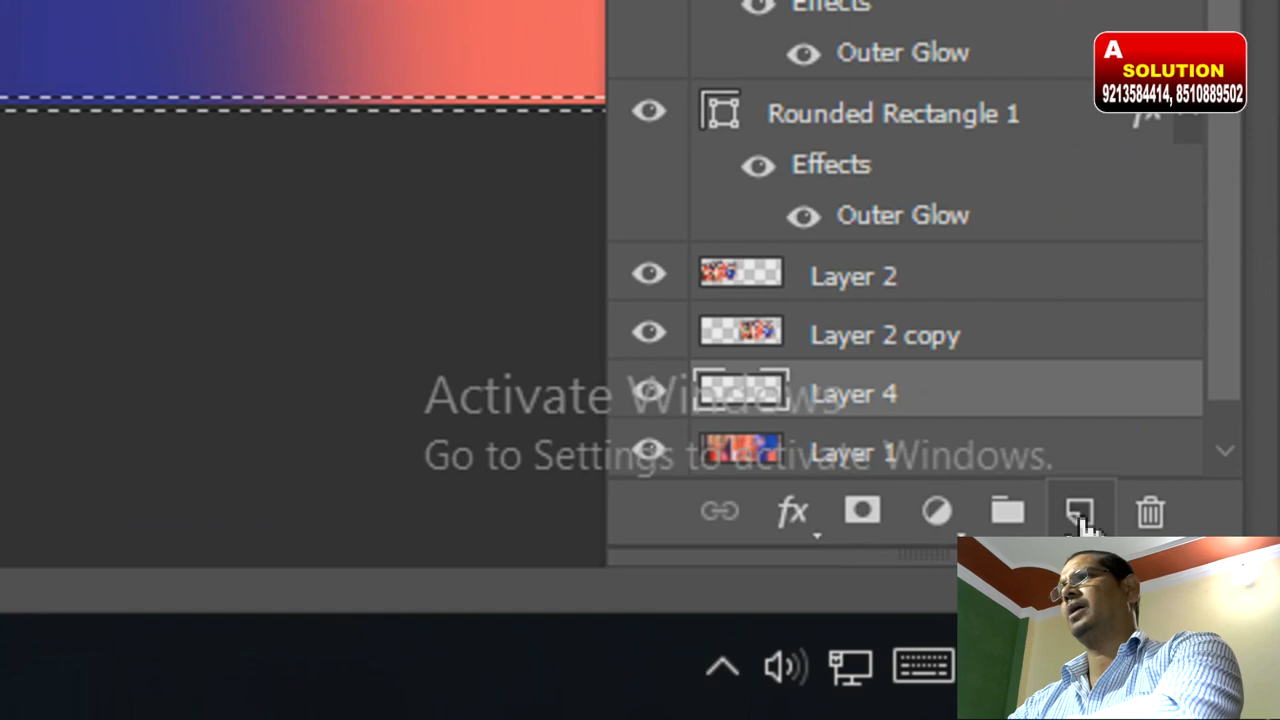 Effects
Outer Glow
A
SOLUTION
9213584414, 8510889502
Rounded Rectangle 1
fx
Effects
Outer Glow
Layer 2
Layer 2 copy
Layer 4
Layer 1
Activate Windows
Go to Settings to activate Windows.
fx